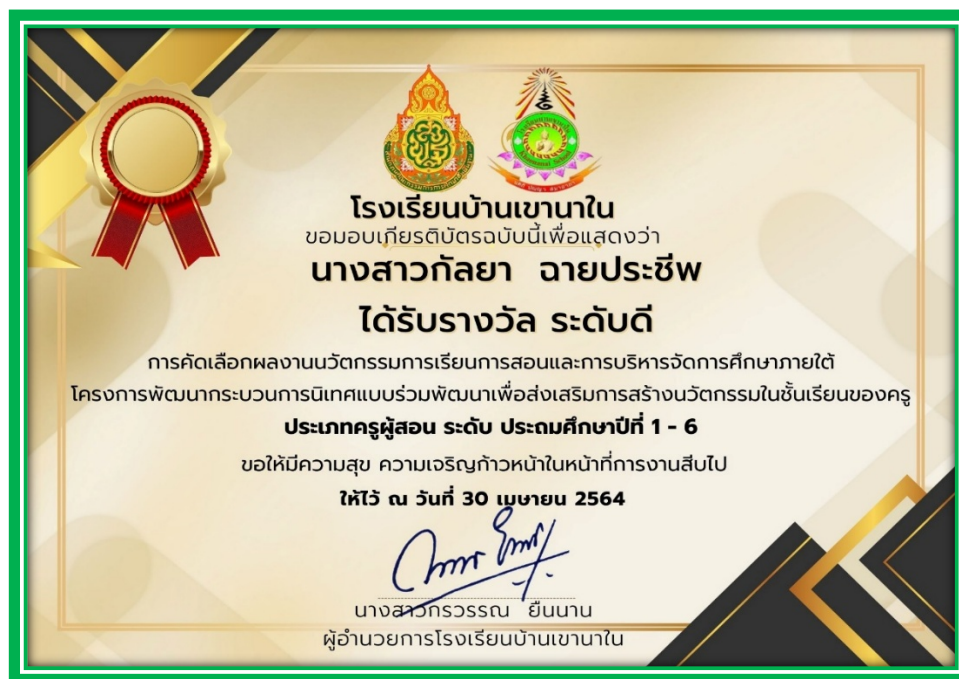 โรงเรียนบ้านเขานาใน
ขอมอบเกียรติบัตรฉบับนี้เพื่อแสดงว่า
นางสาวกัลยา ฉายประชีพ
ได้รับรางวัล ระดับดี
การคัดเลือกผลงานนวัตกรรมการเรียนการสอนและการบริหารจัดการศึกษาภายใต้
โครงการพัฒนากระบวนการนิเทศแบบร่วมพัฒนาเพื่อส่งเสริมการสร้างนวัตกรรมในชั้นเรียนของครู
ประเภทครูผู้สอน ระดับ ประถมศึกษาปีที่ 1 - 6
ขอให้มีความสุข ความเจริญก้าวหน้าในหน้าที่การงานสืบไป
ให้ไว้ ณ วันที่ 30 เมษายน 2564
นางสาวกรวรรณ ยืนนาน
ผู้อำนวยการโรงเรียนบ้านเขานาใน